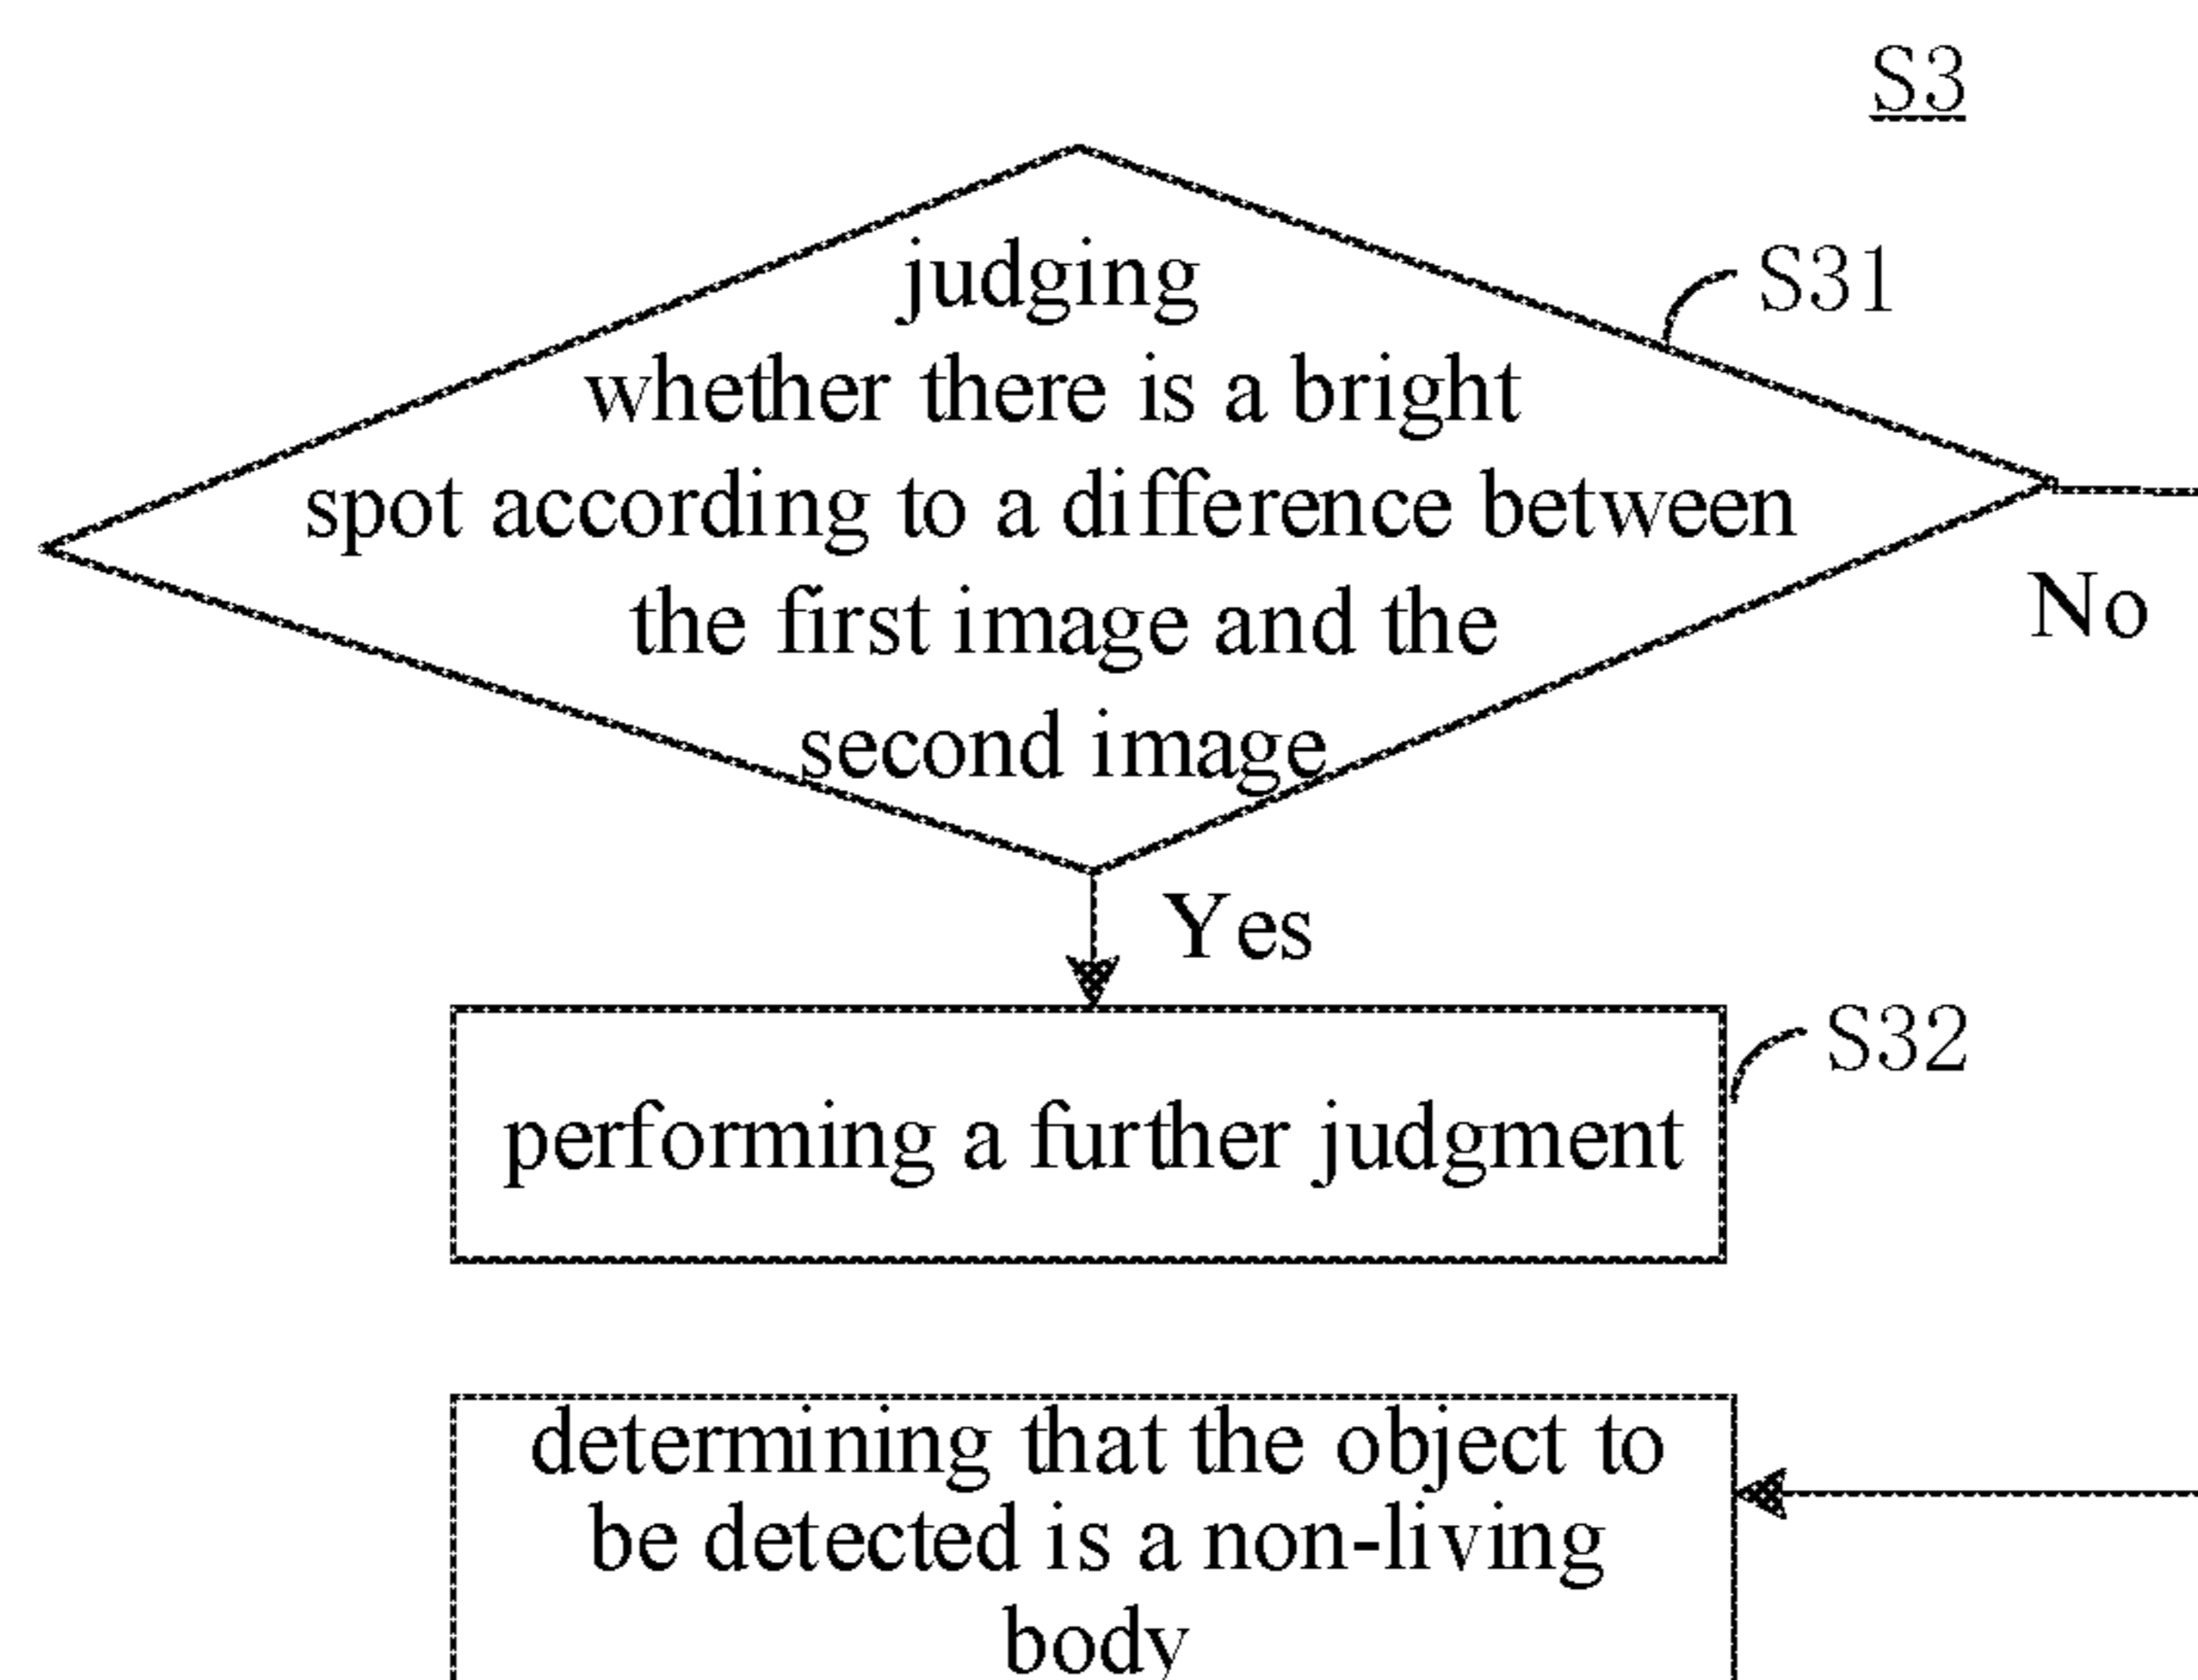 S3
judging
S31
whether there is a bright
spot according to a difference between
the first image and the
No
second image
Yes
S32
performing a further judgment
determining that the object to
be detected is a non-living
body